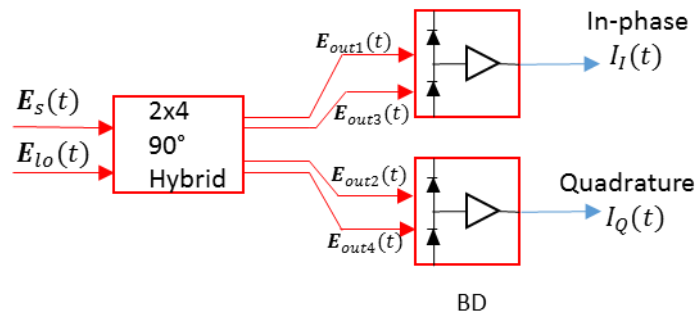 In-phase
I_I(t)
E_out1(t)
E_s(t)
2x4
90°
Hybrid
E_out3(t)
E_lo(t)
E_out2(t)
Quadrature
I_Q(t)
E_out4(t)
BD